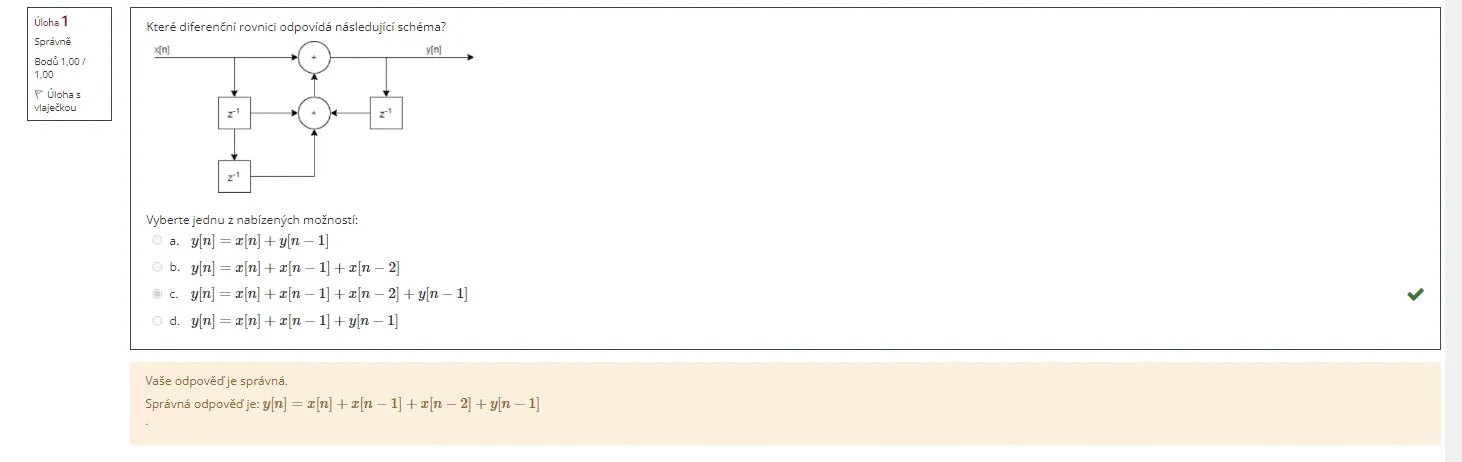 Úloha 1
Správně
Bodů 1,00 /
1,00
Úloha s
vlaječkou
Které diferenční rovnici odpovídá následující schéma?
x[n]
+
y[n]
z⁻¹
+
z⁻¹
z⁻¹
Vyberte jednu z nabízených možností:
a. y[n] = x[n] + y[n − 1]
b. y[n] = x[n] + x[n − 1] + x[n − 2]
c. y[n] = x[n] + x[n − 1] + x[n − 2] + y[n − 1]
d. y[n] = x[n] + x[n − 1] + y[n − 1]
Vaše odpověď je správná.
Správná odpověď je: y[n] = x[n] + x[n − 1] + x[n − 2] + y[n − 1]
.